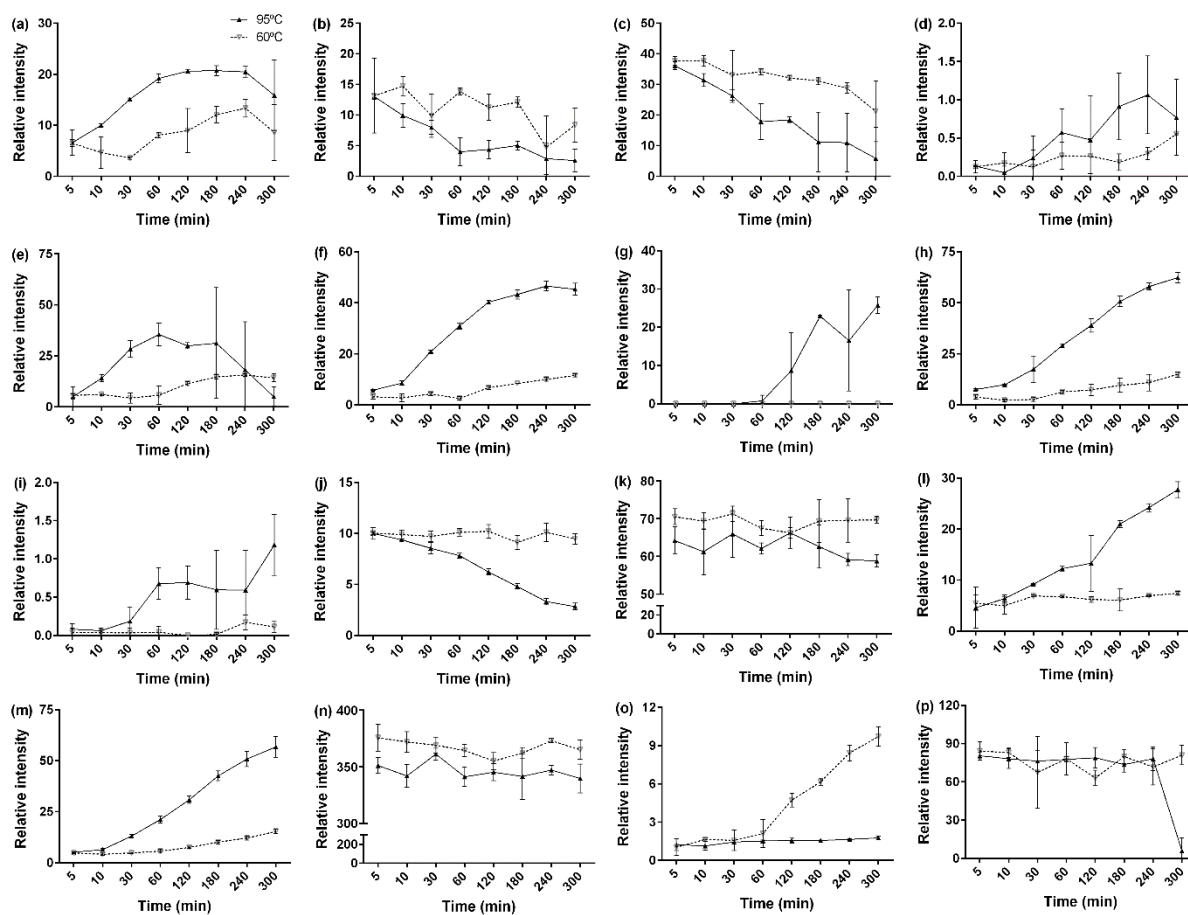 (a)
30
20
10
0
Relative intensity
95ºC
60ºC
5 10 30 60 120 180 240 300
Time (min)
(b)
25
20
15
10
5
0
Relative intensity
5 10 30 60 120 180 240 300
Time (min)
(c)
50
40
30
20
10
0
Relative intensity
5 10 30 60 120 180 240 300
Time (min)
(d)
2.0
1.5
1.0
0.5
0.0
Relative intensity
5 10 30 60 120 180 240 300
Time (min)
(e)
75
50
25
0
Relative intensity
5 10 30 60 120 180 240 300
Time (min)
(f)
60
40
20
0
Relative intensity
5 10 30 60 120 180 240 300
Time (min)
(g)
40
30
20
10
0
Relative intensity
5 10 30 60 120 180 240 300
Time (min)
(h)
75
50
25
0
Relative intensity
5 10 30 60 120 180 240 300
Time (min)
(i)
2.0
1.5
1.0
0.5
0.0
Relative intensity
5 10 30 60 120 180 240 300
Time (min)
(j)
15
10
5
0
Relative intensity
5 10 30 60 120 180 240 300
Time (min)
(k)
80
70
60
50
30
20
10
0
Relative intensity
5 10 30 60 120 180 240 300
Time (min)
(l)
30
20
10
0
Relative intensity
5 10 30 60 120 180 240 300
Time (min)
(m)
75
50
25
0
Relative intensity
5 10 30 60 120 180 240 300
Time (min)
(n)
400
350
300
200
0
Relative intensity
5 10 30 60 120 180 240 300
Time (min)
(o)
12
9
6
3
0
Relative intensity
5 10 30 60 120 180 240 300
Time (min)
(p)
120
90
60
30
0
Relative intensity
5 10 30 60 120 180 240 300
Time (min)